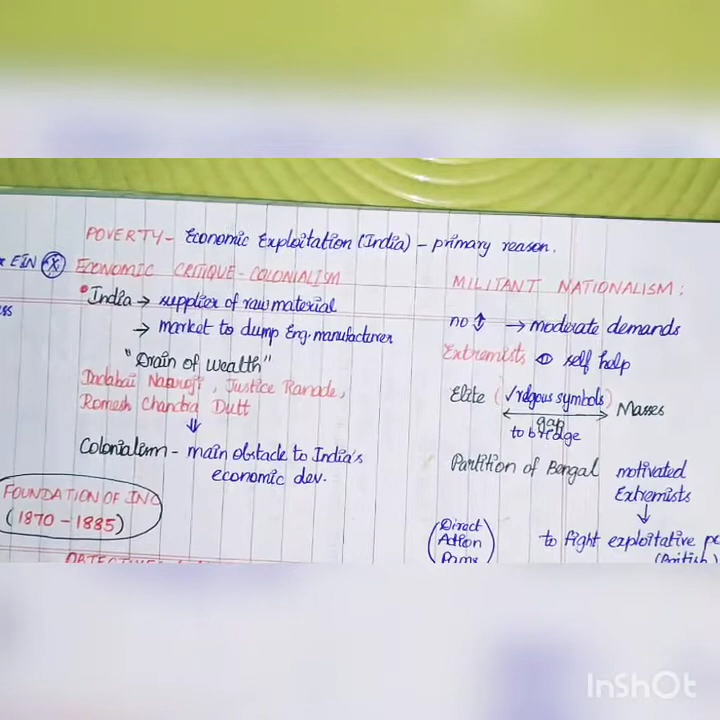 POVERTY - Economic Exploitation (India) - primary reason.
EIN
ECONOMIC CRITIQUE - COLONIALISM
India → supplier of raw material
→ market to dump Eng. manufacturer
"Drain of wealth"
Dadabai Naoroji, Justice Ranade,
Romesh Chandra Dutt
Colonialism - main obstacle to India's
economic dev.
FOUNDATION OF INC
(1870 - 1885)
MILITANT NATIONALISM:
no ↕ → moderate demands
Extremists self help
Elite (√religous symbols) Masses
gap
to bridge
Partition of Bengal motivated
Extremists
↓
to fight exploitative
(British)
(Direct
Action
InShOt